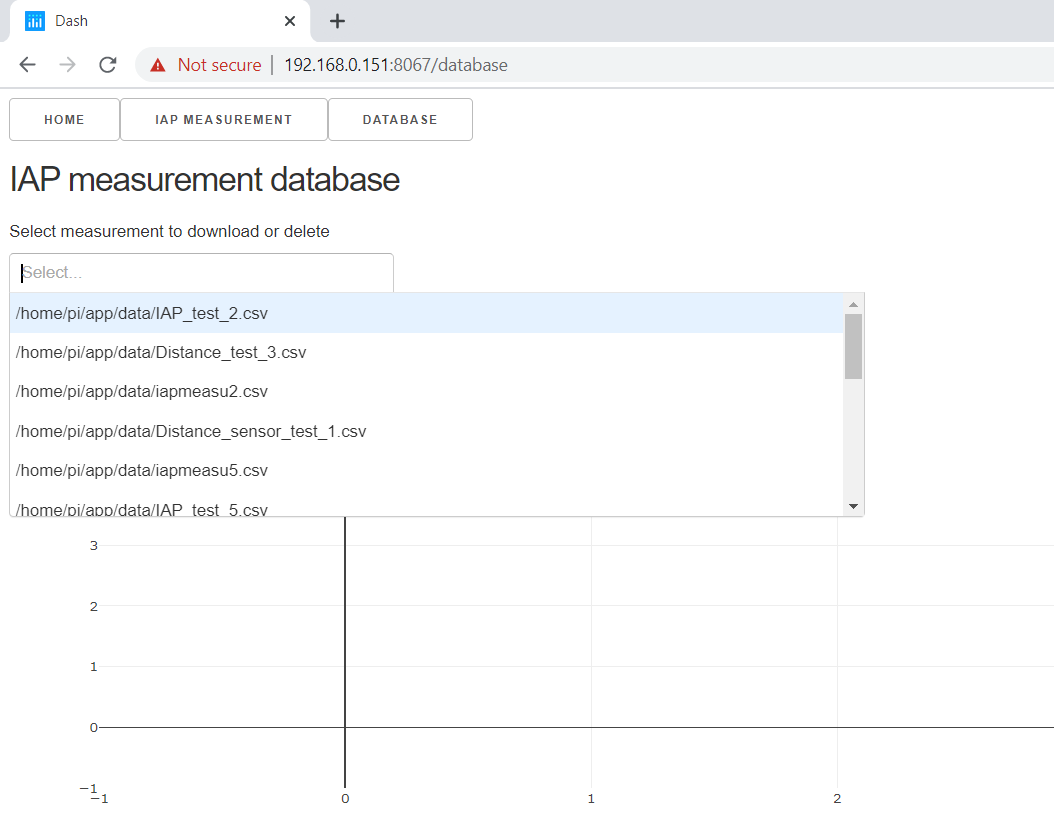 Dash
Not secure 192.168.0.151:8067/database
HOME IAP MEASUREMENT DATABASE
IAP measurement database
Select measurement to download or delete
Select...
/home/pi/app/data/IAP_test_2.csv
/home/pi/app/data/Distance_test_3.csv
/home/pi/app/data/iapmeasu2.csv
/home/pi/app/data/Distance_sensor_test_1.csv
/home/pi/app/data/iapmeasu5.csv
/home/pi/app/data/IAP_test_5.csv
3
2
1
0
−1
−1 0 1 2